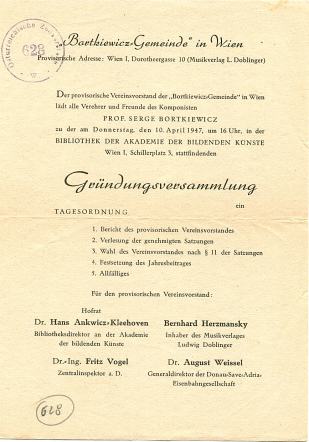 „Bortkiewicz-Gemeinde" in Wien
Provisorische Adresse: Wien I, Dorotheergasse 10 (Musikverlag L. Doblinger)
628
W
Der provisorische Vereinsvorstand der „Bortkiewicz-Gemeinde" in Wien
lädt alle Verehrer und Freunde des Komponisten
PROF. SERGE BORTKIEWICZ
zu der am Donnerstag, den 10. April 1947, um 16 Uhr, in der
BIBLIOTHEK DER AKADEMIE DER BILDENDEN KÜNSTE
Wien I, Schillerplatz 3, stattfindenden
Gründungsversammlung
ein
TAGESORDNUNG
1. Bericht des provisorischen Vereinsvorstandes
2. Verlesung der genehmigten Satzungen
3. Wahl des Vereinsvorstandes nach § 11 der Satzungen
4. Festsetzung des Jahresbeitrages
5. Allfälliges
Für den provisorischen Vereinsvorstand:
Hofrat
Dr. Hans Ankwicz-Kleehoven
Bibliotheksdirektor an der Akademie
der bildenden Künste
Bernhard Herzmansky
Inhaber des Musikverlages
Ludwig Doblinger
Dr.-Ing. Fritz Vogel
Zentralinspektor a. D.
Dr. August Weissel
Generaldirektor der Donau-Save-Adria-
Eisenbahngesellschaft
628